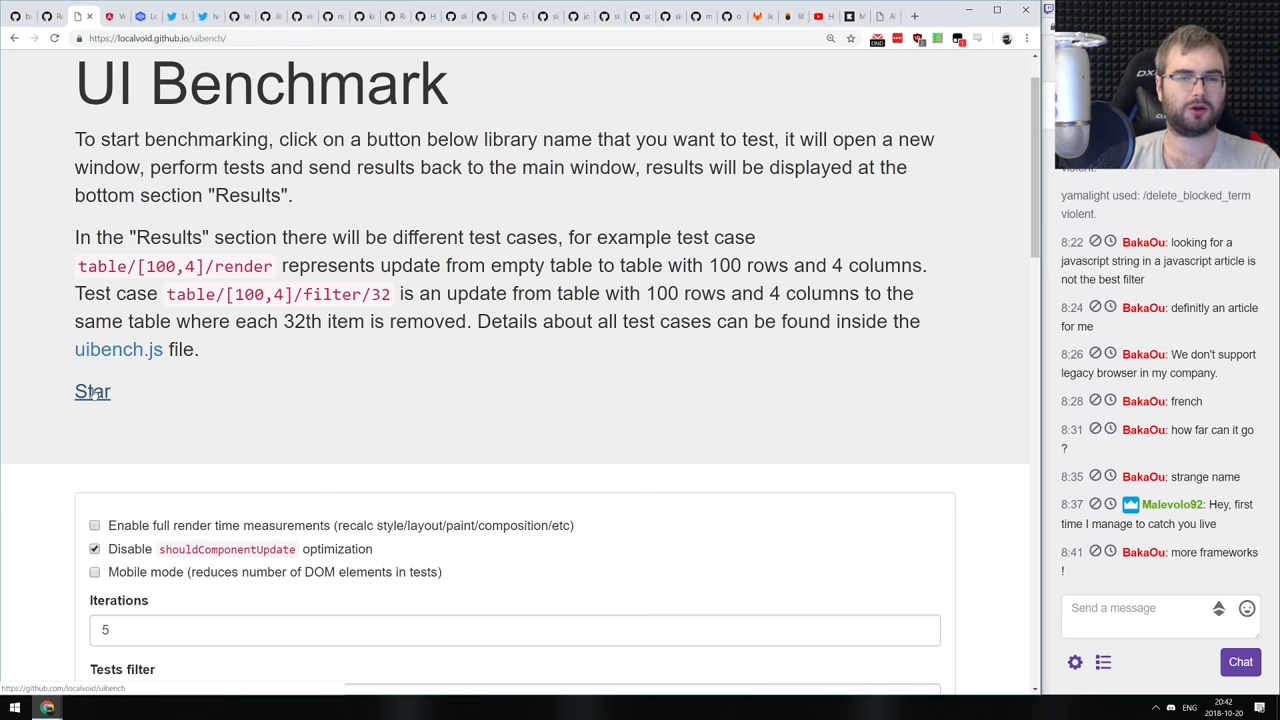 https://localvoid.github.io/uibench/
DND
UI Benchmark
To start benchmarking, click on a button below library name that you want to test, it will open a new
window, perform tests and send results back to the main window, results will be displayed at the
bottom section "Results".
In the "Results" section there will be different test cases, for example test case
table/[100,4]/render represents update from empty table to table with 100 rows and 4 columns.
Test case table/[100,4]/filter/32 is an update from table with 100 rows and 4 columns to the
same table where each 32th item is removed. Details about all test cases can be found inside the
uibench.js file.
Star
Enable full render time measurements (recalc style/layout/paint/composition/etc)
Disable shouldComponentUpdate optimization
Mobile mode (reduces number of DOM elements in tests)
Iterations
5
Tests filter
https://github.com/localvoid/uibench
violent.
yamalight used: /delete_blocked_term
violent.
8:22 BakaOu: looking for a
javascript string in a javascript article is
not the best filter
8:24 BakaOu: definitly an article
for me
8:26 BakaOu: We don't support
legacy browser in my company.
8:28 BakaOu: french
8:31 BakaOu: how far can it go
?
8:35 BakaOu: strange name
8:37 Malevolo92: Hey, first
time I manage to catch you live
8:41 BakaOu: more frameworks
!
Send a message
Chat
ENG
20:42
2018-10-20